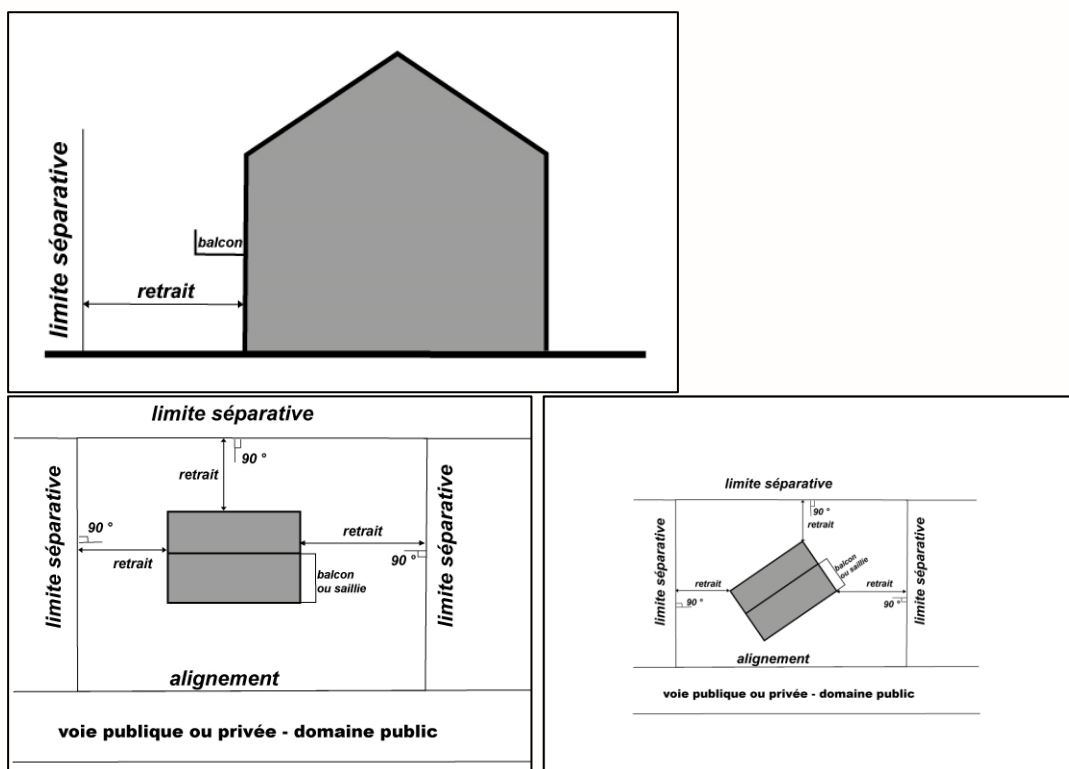 limite séparative
balcon
retrait
limite séparative
90 °
retrait
limite séparative
90 °
retrait
retrait
90 °
limite séparative
balcon
ou saillie
alignement
voie publique ou privée - domaine public
limite séparative
90 °
retrait
limite séparative
balcon
ou saillie
retrait
retrait
90 °
90 °
limite séparative
alignement
voie publique ou privée - domaine public